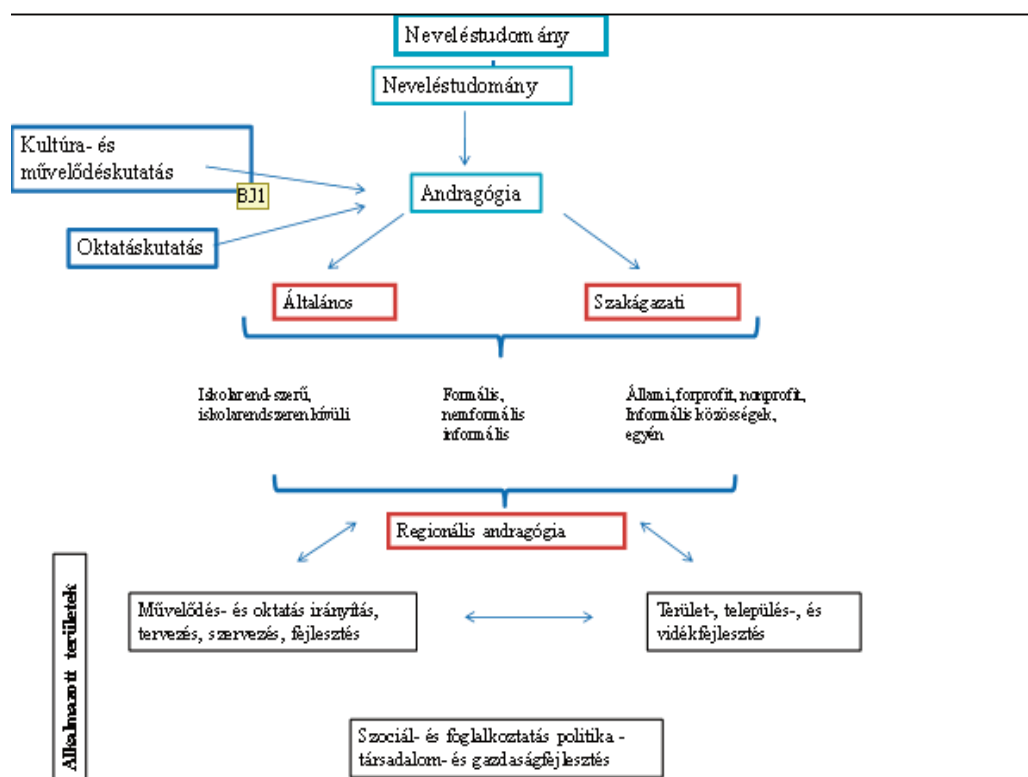 Neveléstudomány
Neveléstudomány
Kultúra- és
művelődéskutatás
BJ1
Andragógia
Oktatáskutatás
Általános
Szakágazati
Iskolarend-szerű,
iskolarendszeren kívüli
Formális,
nemformális
informális
Állami, forprofit, nonprofit,
Informális közösségek,
egyén
Regionális andragógia
Alkalmazott területek
Művelődés- és oktatás irányítás,
tervezés, szervezés, fejlesztés
Terület-, település-, és
vidékfejlesztés
Szociál- és foglalkoztatás politika -
társadalom- és gazdaságfejlesztés